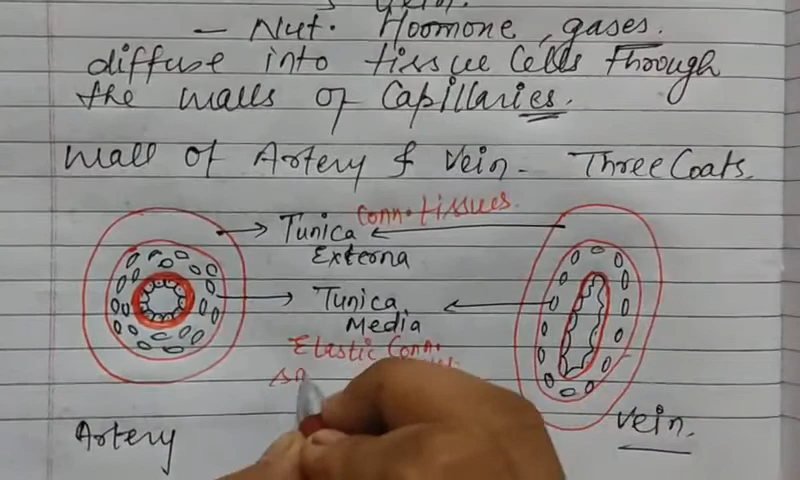 - Nut. Hoomone, gases.
diffuse into tissue Cells Through
the walls of Capillaries.
Wall of Artery & Vein - Three Coats.
Tunica Externa
Conn. tissues.
Tunica Media
Elastic Conn.
Artery
Vein.